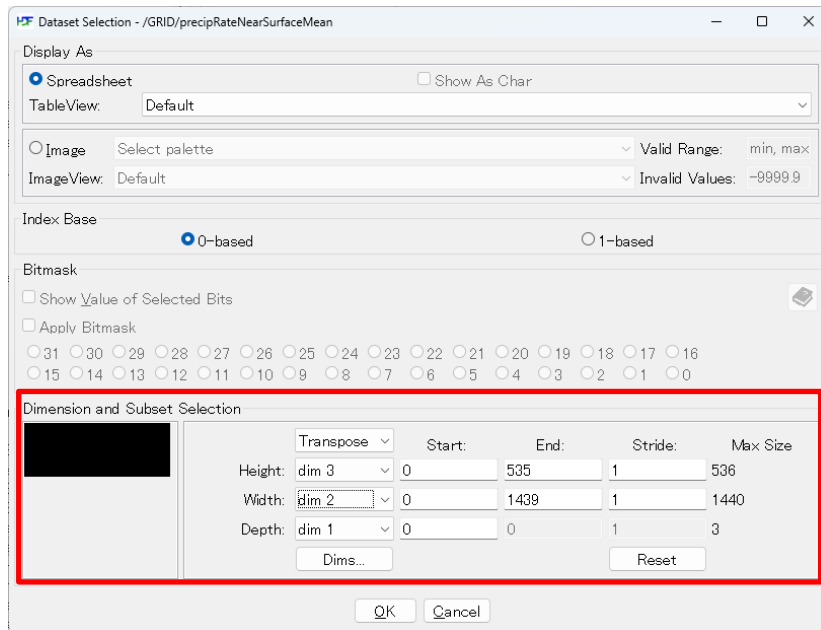 HDF Dataset Selection - /GRID/precipRateNearSurfaceMean
Display As
Spreadsheet Show As Char
TableView: Default
Image Select palette Valid Range: min, max
ImageView: Default Invalid Values: -9999.9
Index Base
0-based 1-based
Bitmask
Show Value of Selected Bits
Apply Bitmask
31 30 29 28 27 26 25 24 23 22 21 20 19 18 17 16
15 14 13 12 11 10 9 8 7 6 5 4 3 2 1 0
Dimension and Subset Selection
Transpose Start: End: Stride: Max Size
Height: dim 3 0 535 1 536
Width: dim 2 0 1439 1 1440
Depth: dim 1 0 0 1 3
Dims... Reset
OK Cancel